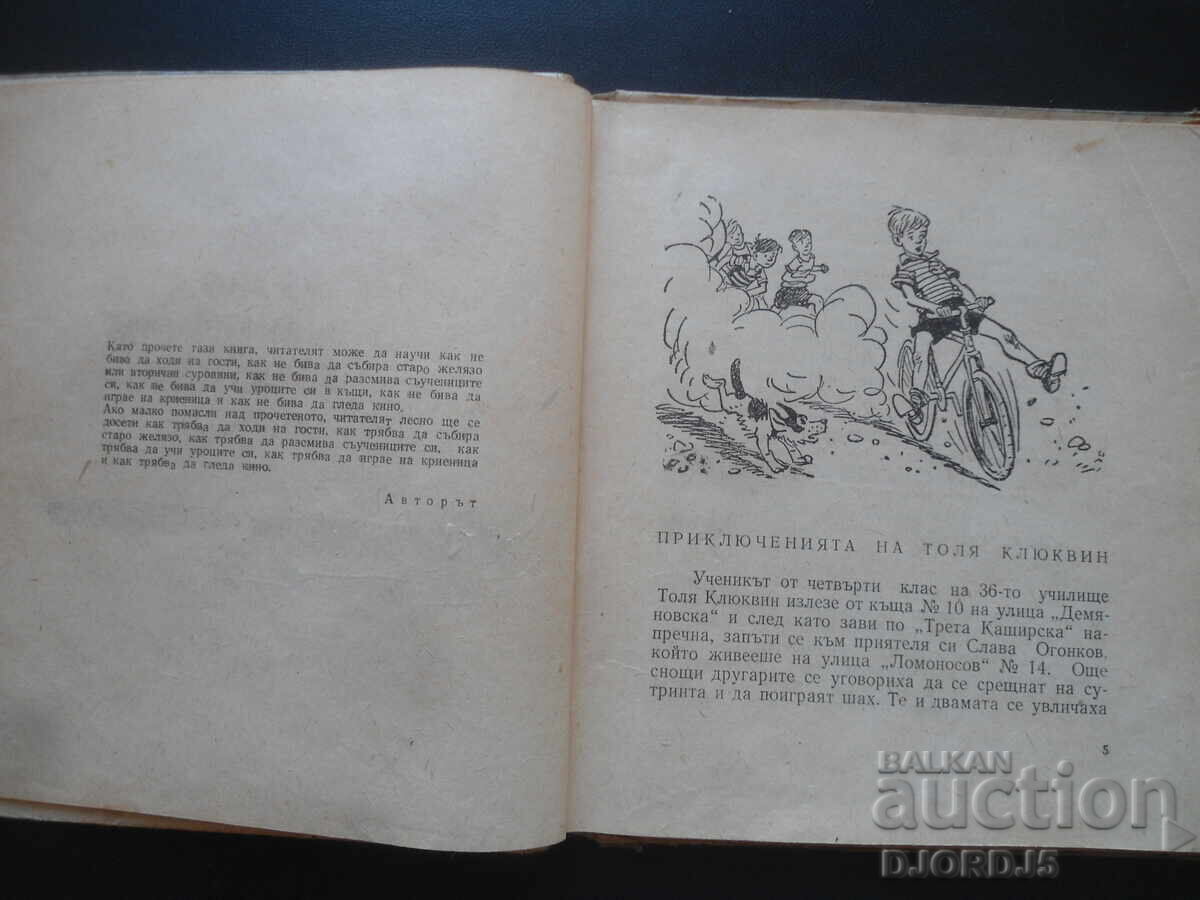 Като прочете тази книга, читателят може да научи как не
бива да ходи на гости, как не бива да събира старо желязо
или вторични суровини, как не бива да разсмива съучениците
си, как не бива да учи уроците си в къщи, как не бива да
играе на криеница и как не бива да гледа кино.
Ако малко помисли над прочетеното, читателят лесно ще се
досети как трябва да ходи на гости, как трябва да събира
старо желязо, как трябва да разсмива съучениците си, как
трябва да учи уроците си, как трябва да играе на криеница
и как трябва да гледа кино.
Авторът
ПРИКЛЮЧЕНИЯТА НА ТОЛЯ КЛЮКВИН
Ученикът от четвърти клас на 36-то училище
Толя Клюквин излезе от къща № 10 на улица „Демя-
новска“ и след като зави по „Трета Каширска“ на-
пречна, запъти се към приятеля си Слава Огонков,
който живееше на улица „Ломоносов“ № 14. Още
снощи другарите се уговориха да се срещнат на су-
тринта и да поиграят шах. Те и двамата се увличаха
5
BALKAN
auction
DJORDJ5